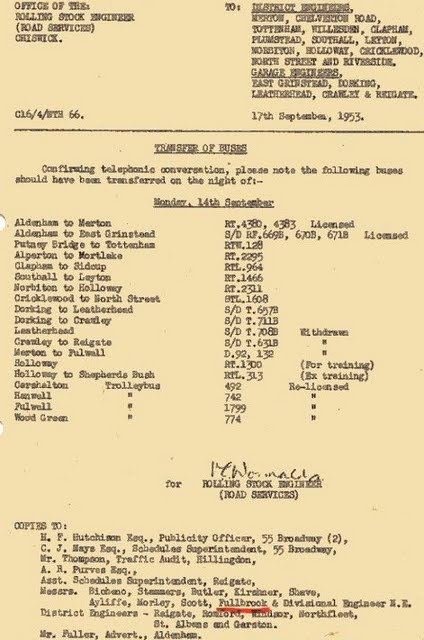 OFFICE OF THE: TO: DISTRICT ENGINEERS,
ROLLING STOCK ENGINEER MERTON, CHELVERTON ROAD,
(ROAD SERVICES) TOTTENHAM, WILLESDEN, CLAPHAM,
CHISWICK. PLUMSTEAD, SOUTHALL, LEYTON,
NORBITON, HOLLOWAY, CRICKLEWOOD,
NORTH STREET AND RIVERSIDE.
GARAGE ENGINEERS,
EAST GRINSTEAD, DORKING,
LEATHERHEAD, CRAWLEY & REIGATE.
C16/4/WTH 66. 17th September, 1953.
TRANSFER OF BUSES
Confirming telephonic conversation, please note the following buses
should have been transferred on the night of:-
Monday, 14th September
Aldenham to Merton RT.4380, 4383 Licensed
Aldenham to East Grinstead S/D RF.669B, 670B, 671B Licensed
Putney Bridge to Tottenham RTW.128
Alperton to Mortlake RT.2295
Clapham to Sidcup RTL.964
Southall to Leyton RT.1466
Norbiton to Holloway RT.2311
Cricklewood to North Street STL.1608
Dorking to Leatherhead S/D T.657B
Dorking to Crawley S/D T.711B
Leatherhead S/D T.708B Withdrawn
Crawley to Reigate S/D T.631B "
Merton to Fulwell D.92, 132 "
Holloway RT.1300 (For training)
Holloway to Shepherds Bush RTL.313 (Ex training)
Carshalton Trolleybus 492 Re-licensed
Hanwell " 742 "
Fulwell " 1799 "
Wood Green " 774 "
for ROLLING STOCK ENGINEER
(ROAD SERVICES)
COPIES TO:
H. F. Hutchison Esq., Publicity Officer, 55 Broadway (2),
C. J. Mays Esq., Schedules Superintendent, 55 Broadway,
Mr. Thompson, Traffic Audit, Hillingdon,
A. R. Purves Esq.,
Asst. Schedules Superintendent, Reigate,
Messrs. Bicheno, Stammers, Butler, Kirshner, Shave,
Ayliffe, Morley, Scott, Fullbrook & Divisional Engineer N.E.
District Engineers - Reigate, Romford, Windsor, Northfleet,
St. Albans and Garston.
Mr. Fuller, Advert., Aldenham.